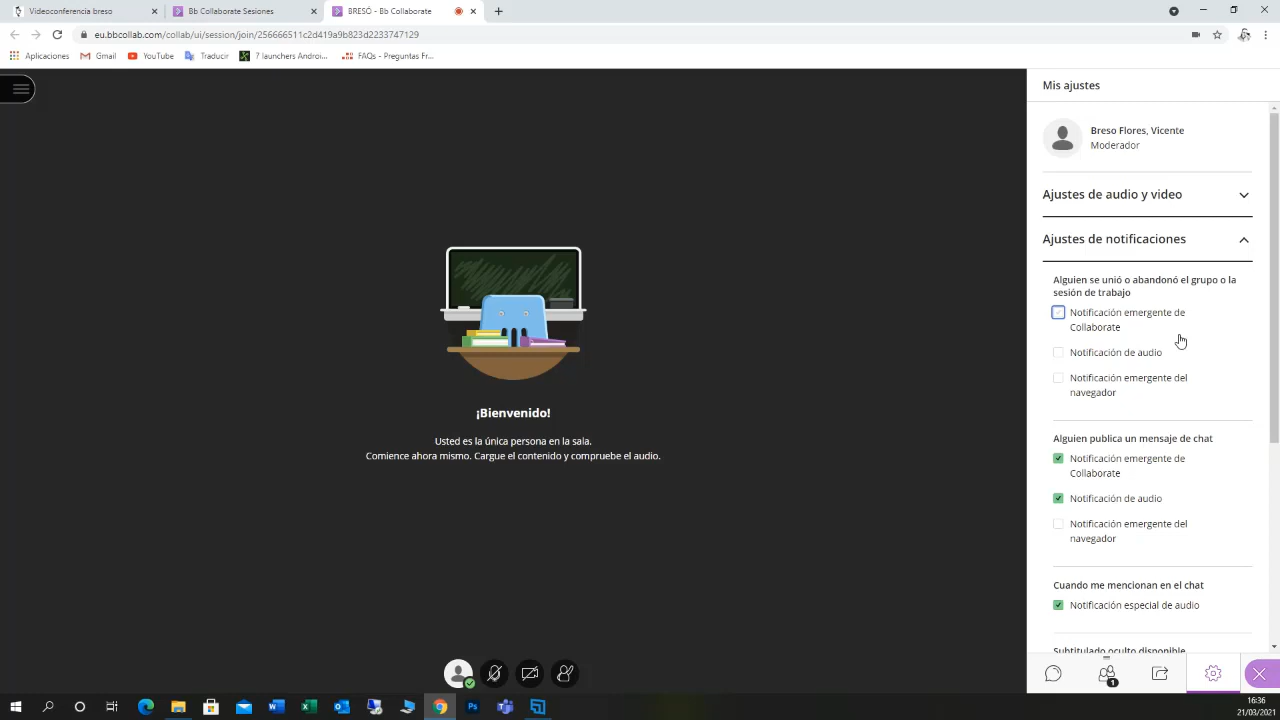 Videoconferencia breso
Bb Collaborate Sesiones
BRESÓ - Bb Collaborate
eu.bbcollab.com/collab/ui/session/join/256666511c2d419a9b823d2233747129
Aplicaciones
Gmail
YouTube
Traducir
7 launchers Androi...
FAQs - Preguntas Fr...
Mis ajustes
Breso Flores, Vicente
Moderador
Ajustes de audio y video
Ajustes de notificaciones
Alguien se unió o abandonó el grupo o la
sesión de trabajo
Notificación emergente de
Collaborate
Notificación de audio
Notificación emergente del
navegador
Alguien publica un mensaje de chat
Notificación emergente de
Collaborate
Notificación de audio
Notificación emergente del
navegador
Cuando me mencionan en el chat
Notificación especial de audio
Subtitulado oculto disponible
¡Bienvenido!
Usted es la única persona en la sala.
Comience ahora mismo. Cargue el contenido y compruebe el audio.
1
16:36
21/03/2021